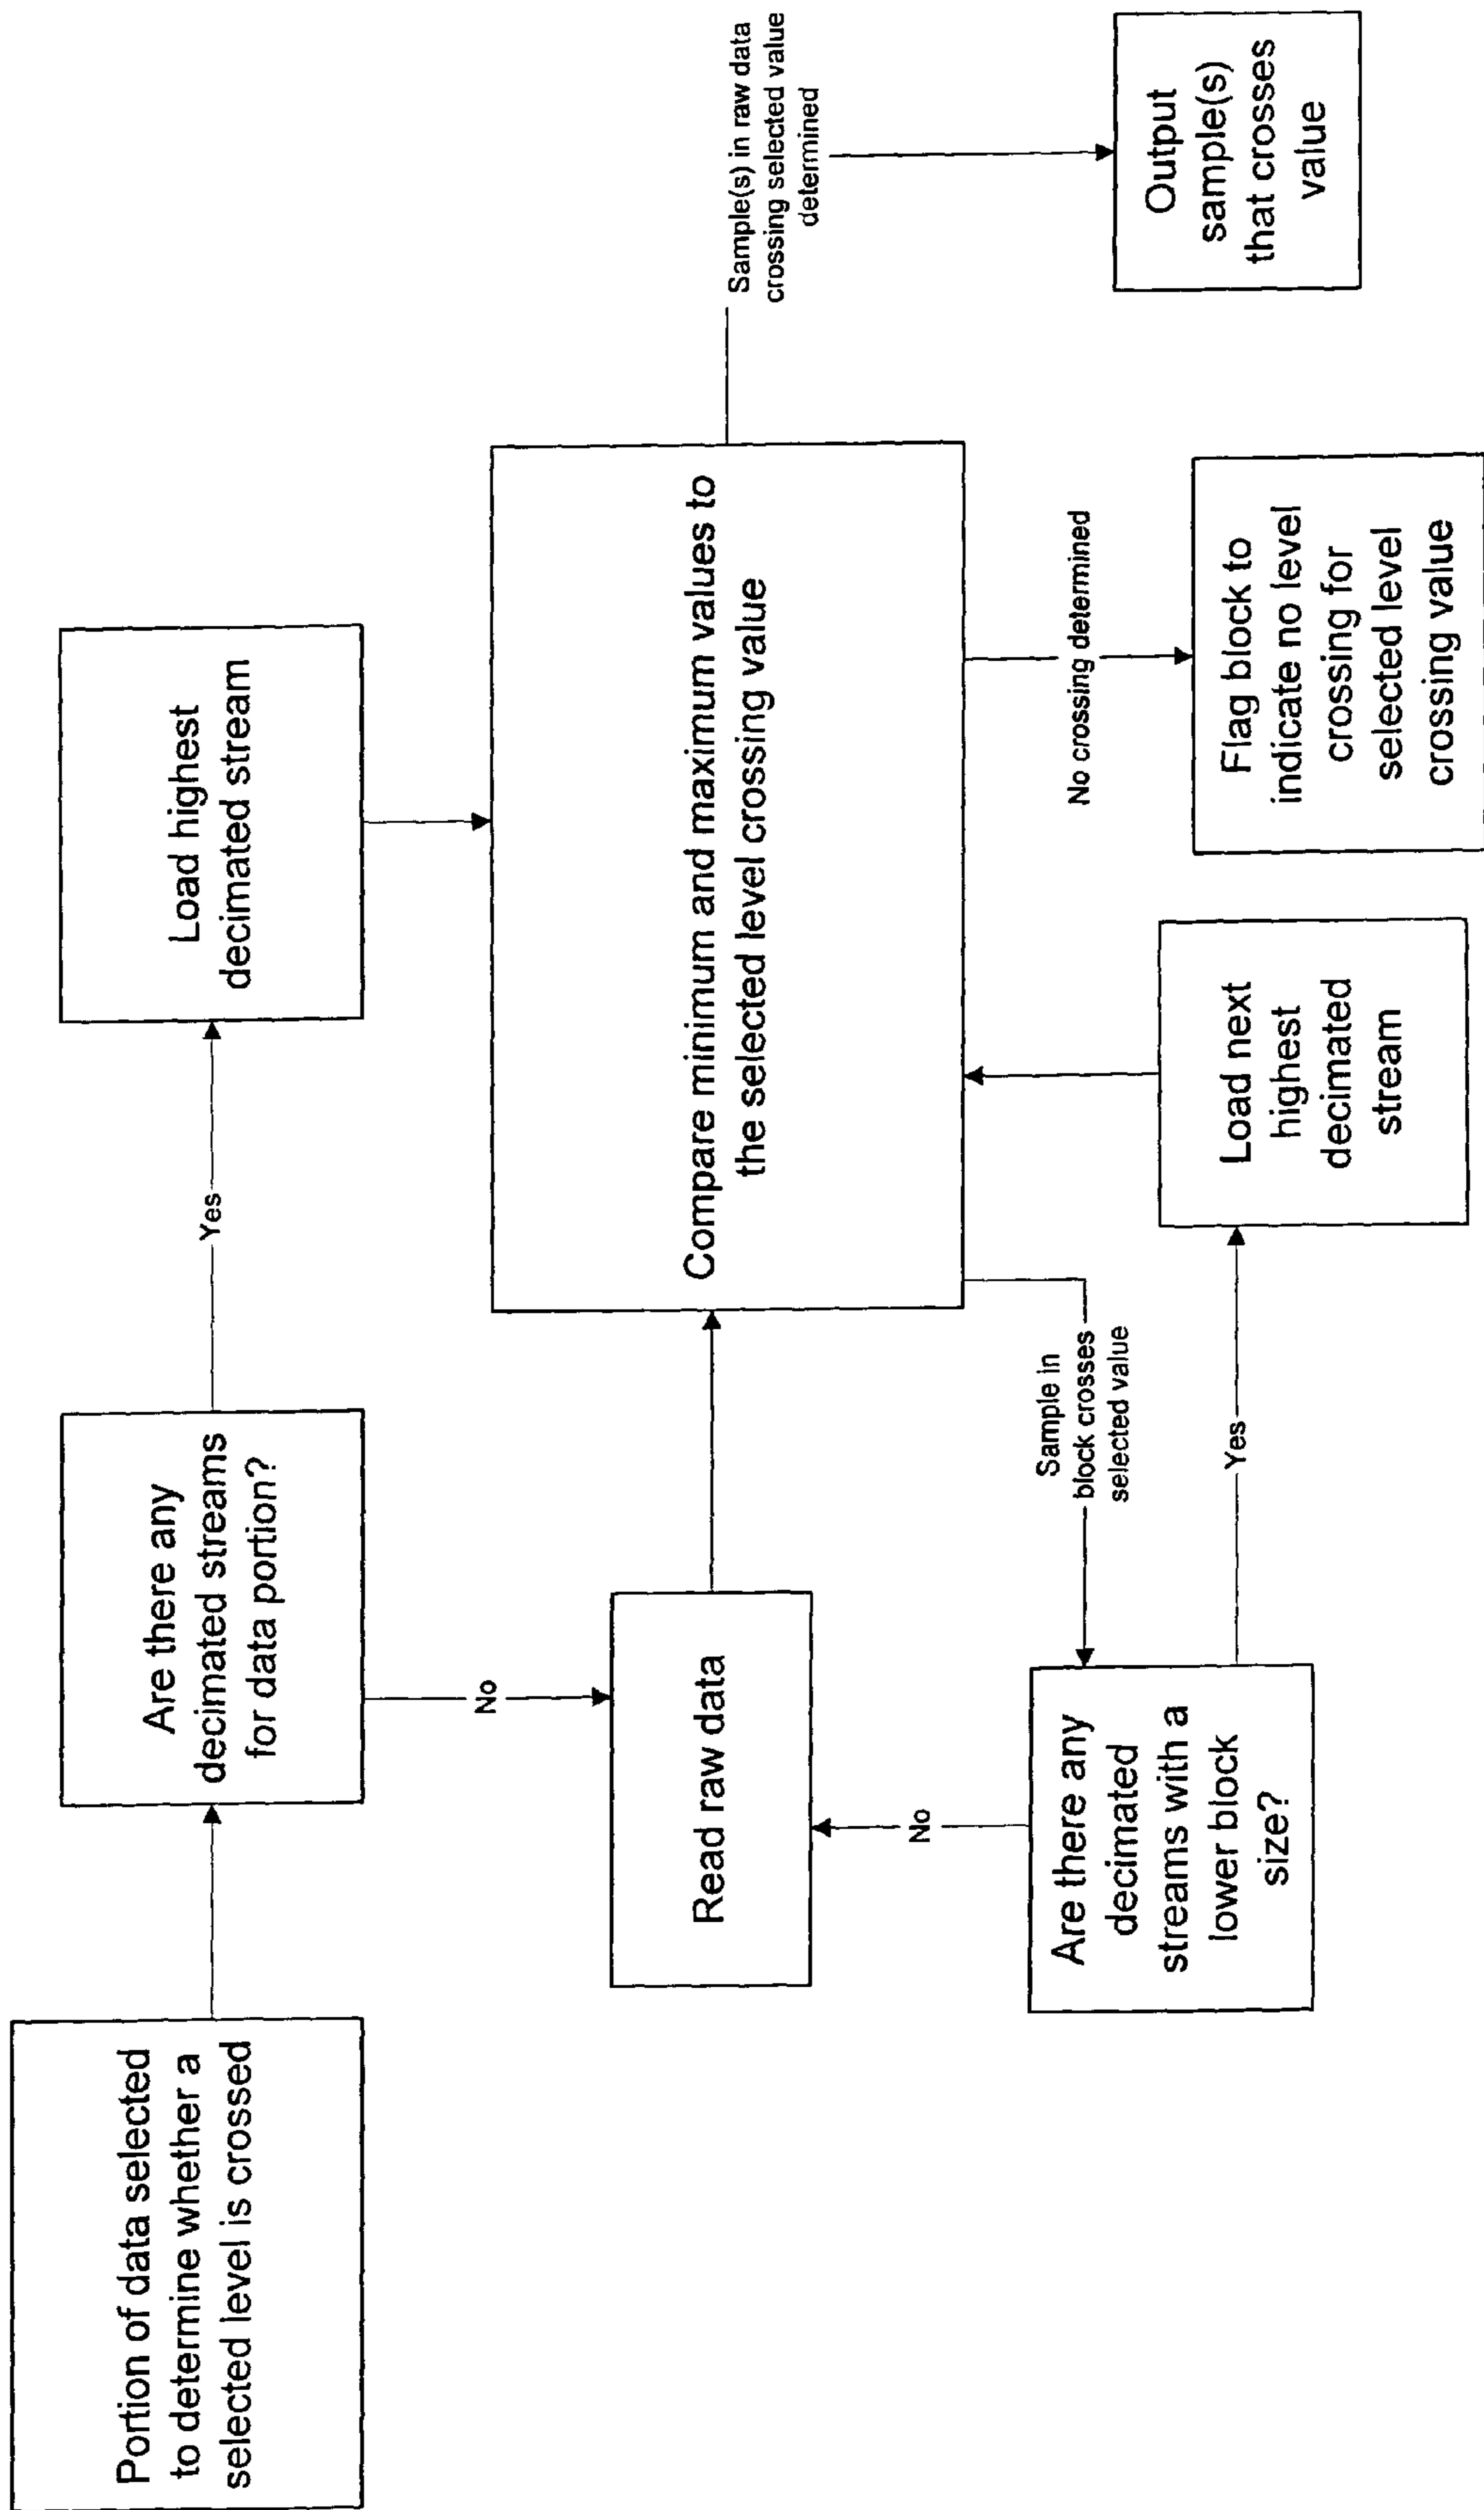 Portion of data selected
to determine whether a
selected level is crossed
Are there any
decimated streams
for data portion?
Yes
Load highest
decimated stream
No
Read raw data
Compare minimum and maximum values to
the selected level crossing value
Sample(s) in raw data
crossing selected value
determined
Output
sample(s)
that crosses
value
No crossing determined
Flag block to
indicate no level
crossing for
selected level
crossing value
Sample in
block crosses
selected value
Are there any
decimated
streams with a
lower block
size?
No
Yes
Load next
highest
decimated
stream